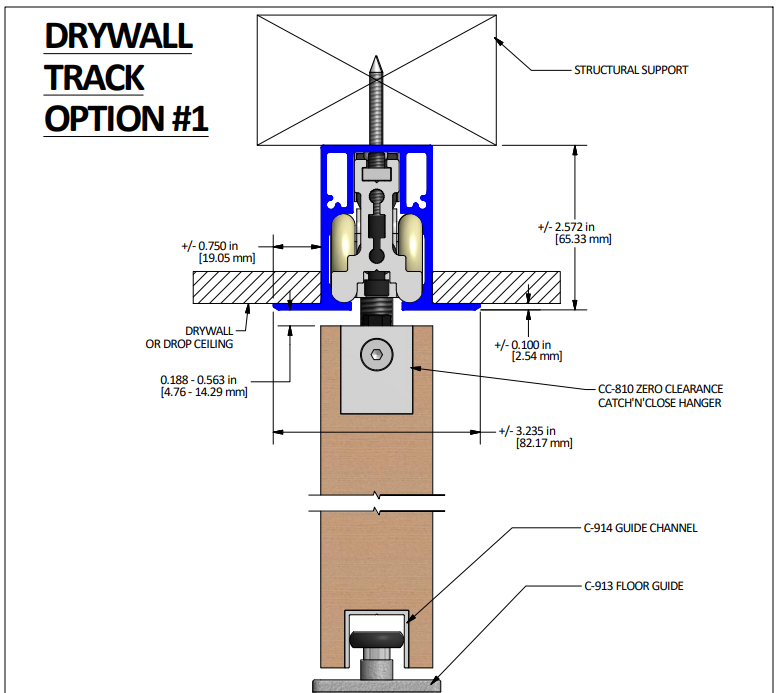 DRYWALL
TRACK
OPTION #1
STRUCTURAL SUPPORT
+/- 2.572 in
[65.33 mm]
+/- 0.750 in
[19.05 mm]
DRYWALL
OR DROP CEILING
+/- 0.100 in
[2.54 mm]
0.188 - 0.563 in
[4.76 - 14.29 mm]
CC-810 ZERO CLEARANCE
CATCH'N'CLOSE HANGER
+/- 3.235 in
[82.17 mm]
C-914 GUIDE CHANNEL
C-913 FLOOR GUIDE